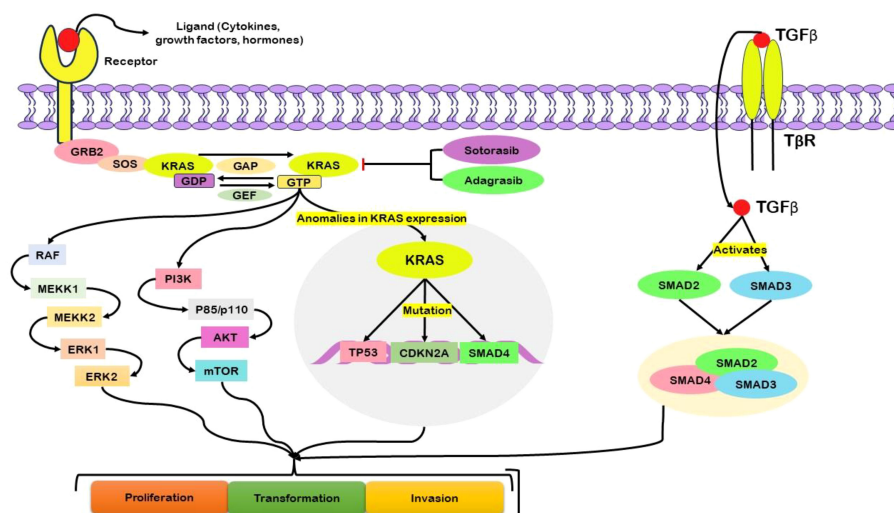 Ligand (Cytokines,
growth factors, hormones)
Receptor
TGFβ
TβR
GRB2
SOS
KRAS
GAP
KRAS
GDP
GTP
GEF
Sotorasib
Adagrasib
Anomalies in KRAS expression
TGFβ
Activates
RAF
MEKK1
MEKK2
ERK1
ERK2
PI3K
P85/p110
AKT
mTOR
KRAS
Mutation
TP53
CDKN2A
SMAD4
SMAD2
SMAD3
SMAD2
SMAD4
SMAD3
Proliferation
Transformation
Invasion